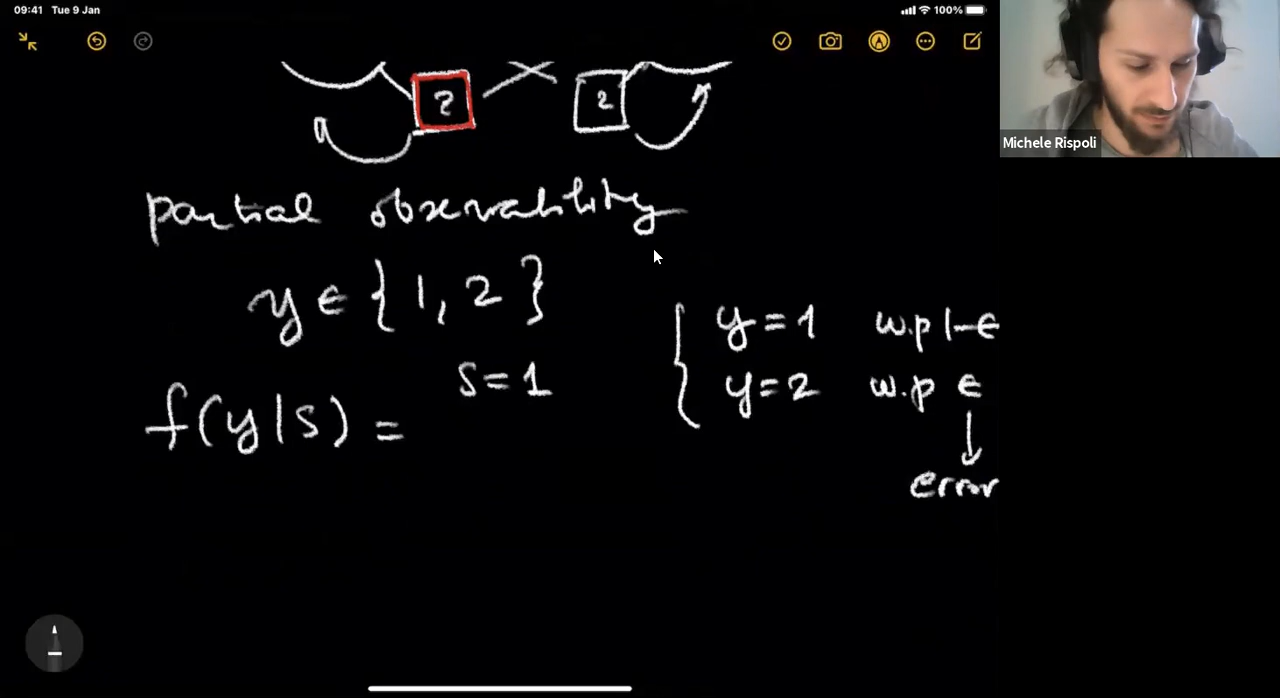 09:41 Tue 9 Jan
100%
Michele Rispoli
? 2
partial observability
y ∈ { 1, 2 }
{ y = 1 w.p 1-ϵ
y = 2 w.p ϵ
↓
error
s = 1
f(y|s) =